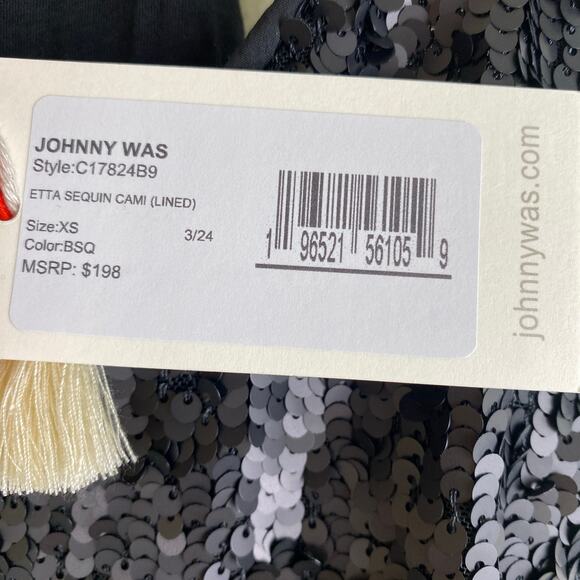 JOHNNY WAS
Style:C17824B9
ETTA SEQUIN CAMI (LINED)
Size:XS 3/24
Color:BSQ
MSRP: $198
1 96521 56105 9
johnnywas.com